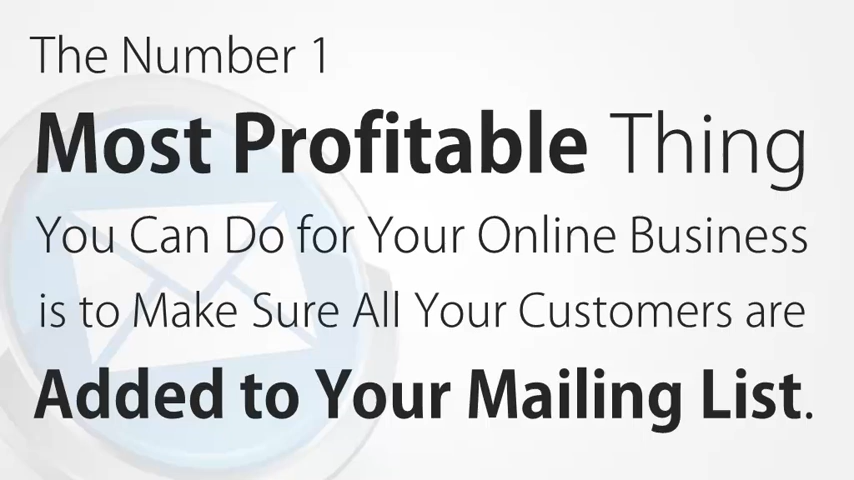 The Number 1
Most Profitable Thing
You Can Do for Your Online Business
is to Make Sure All Your Customers are
Added to Your Mailing List.